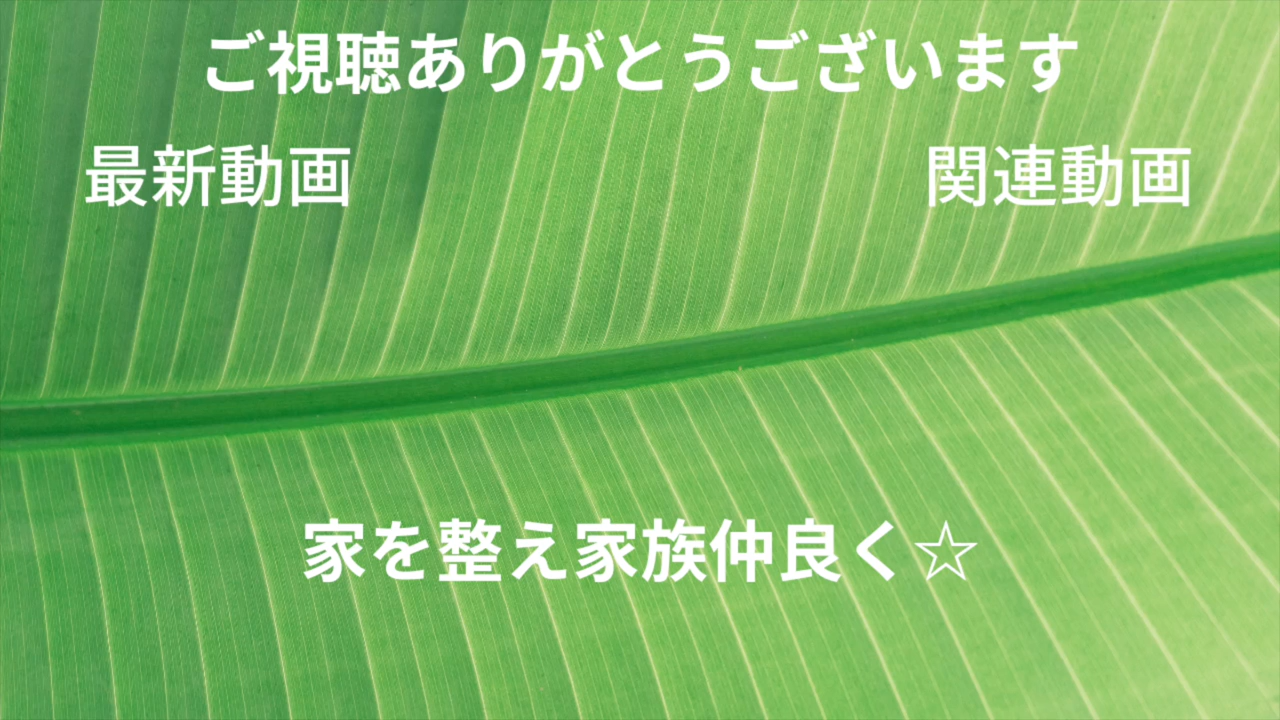 ご視聴ありがとうございます
最新動画
関連動画
家を整え家族仲良く☆